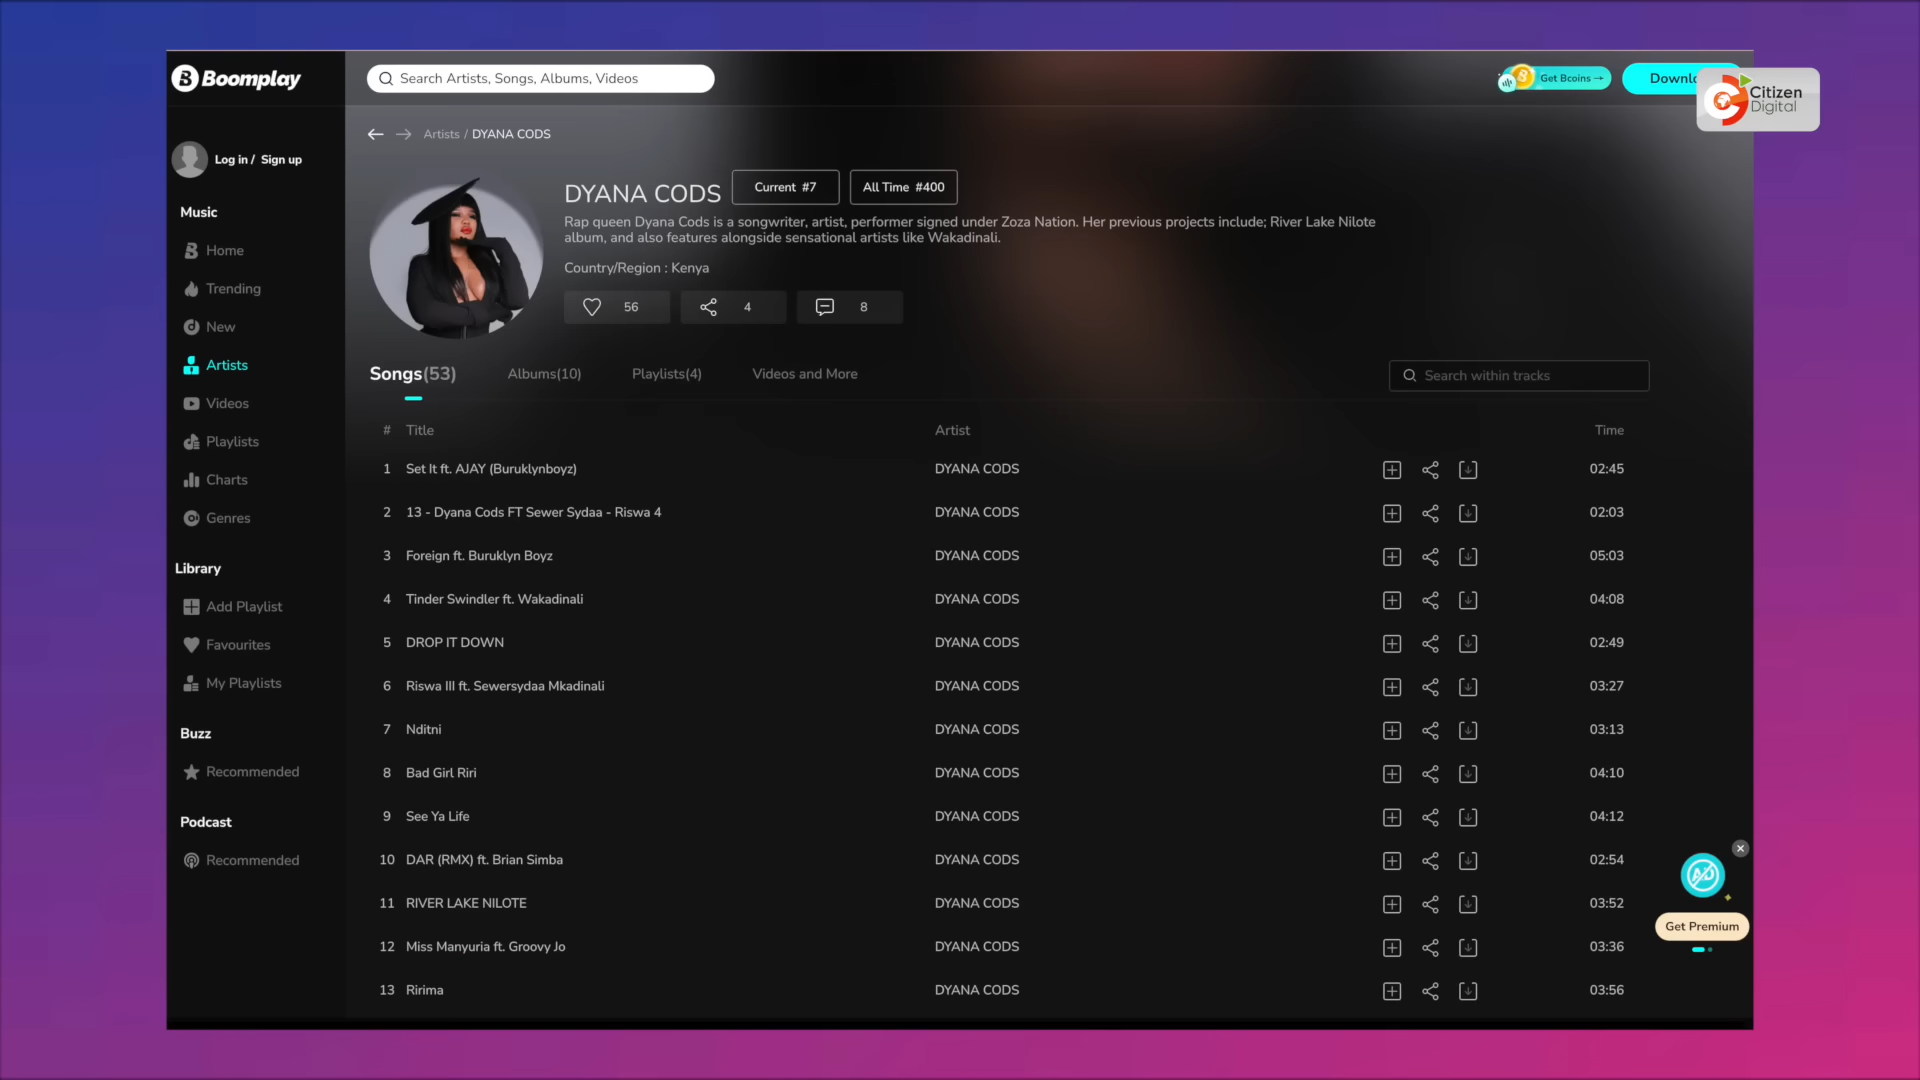 Boomplay
Search Artists, Songs, Albums, Videos
Get Bcoins →
Downlo
Citizen
Digital
Artists / DYANA CODS
Log in / Sign up
DYANA CODS
Current #7
All Time #400
Rap queen Dyana Cods is a songwriter, artist, performer signed under Zoza Nation. Her previous projects include; River Lake Nilote
album, and also features alongside sensational artists like Wakadinali.
Country/Region : Kenya
56
4
8
Music
Home
Trending
New
Artists
Videos
Playlists
Charts
Genres
Library
Add Playlist
Favourites
My Playlists
Buzz
Recommended
Podcast
Recommended
Songs(53)
Albums(10)
Playlists(4)
Videos and More
Search within tracks
# Title Artist Time
1 Set It ft. AJAY (Buruklynboyz) DYANA CODS 02:45
2 13 - Dyana Cods FT Sewer Sydaa - Riswa 4 DYANA CODS 02:03
3 Foreign ft. Buruklyn Boyz DYANA CODS 05:03
4 Tinder Swindler ft. Wakadinali DYANA CODS 04:08
5 DROP IT DOWN DYANA CODS 02:49
6 Riswa III ft. Sewersydaa Mkadinali DYANA CODS 03:27
7 Nditni DYANA CODS 03:13
8 Bad Girl Riri DYANA CODS 04:10
9 See Ya Life DYANA CODS 04:12
10 DAR (RMX) ft. Brian Simba DYANA CODS 02:54
11 RIVER LAKE NILOTE DYANA CODS 03:52
12 Miss Manyuria ft. Groovy Jo DYANA CODS 03:36
13 Ririma DYANA CODS 03:56
AD
Get Premium